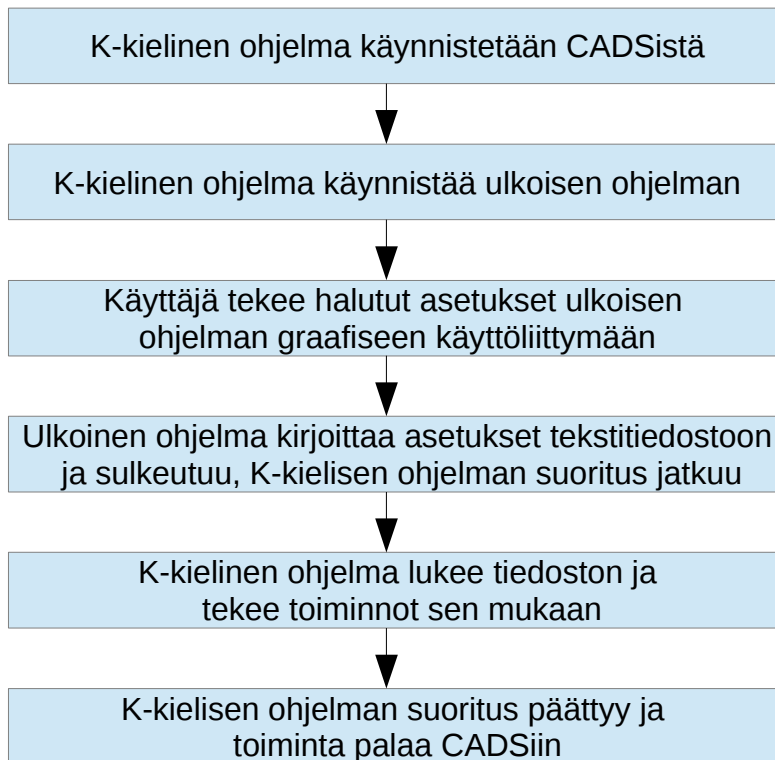 K-kielinen ohjelma käynnistetään CADSistä
K-kielinen ohjelma käynnistää ulkoisen ohjelman
Käyttäjä tekee halutut asetukset ulkoisen
ohjelman graafiseen käyttöliittymään
Ulkoinen ohjelma kirjoittaa asetukset tekstitiedostoon
ja sulkeutuu, K-kielisen ohjelman suoritus jatkuu
K-kielinen ohjelma lukee tiedoston ja
tekee toiminnot sen mukaan
K-kielisen ohjelman suoritus päättyy ja
toiminta palaa CADSiin